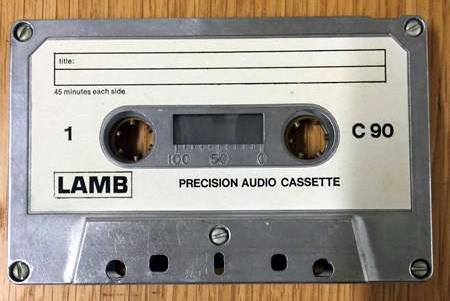 title:
45 minutes each side
1
C 90
100 50 0
LAMB
PRECISION AUDIO CASSETTE